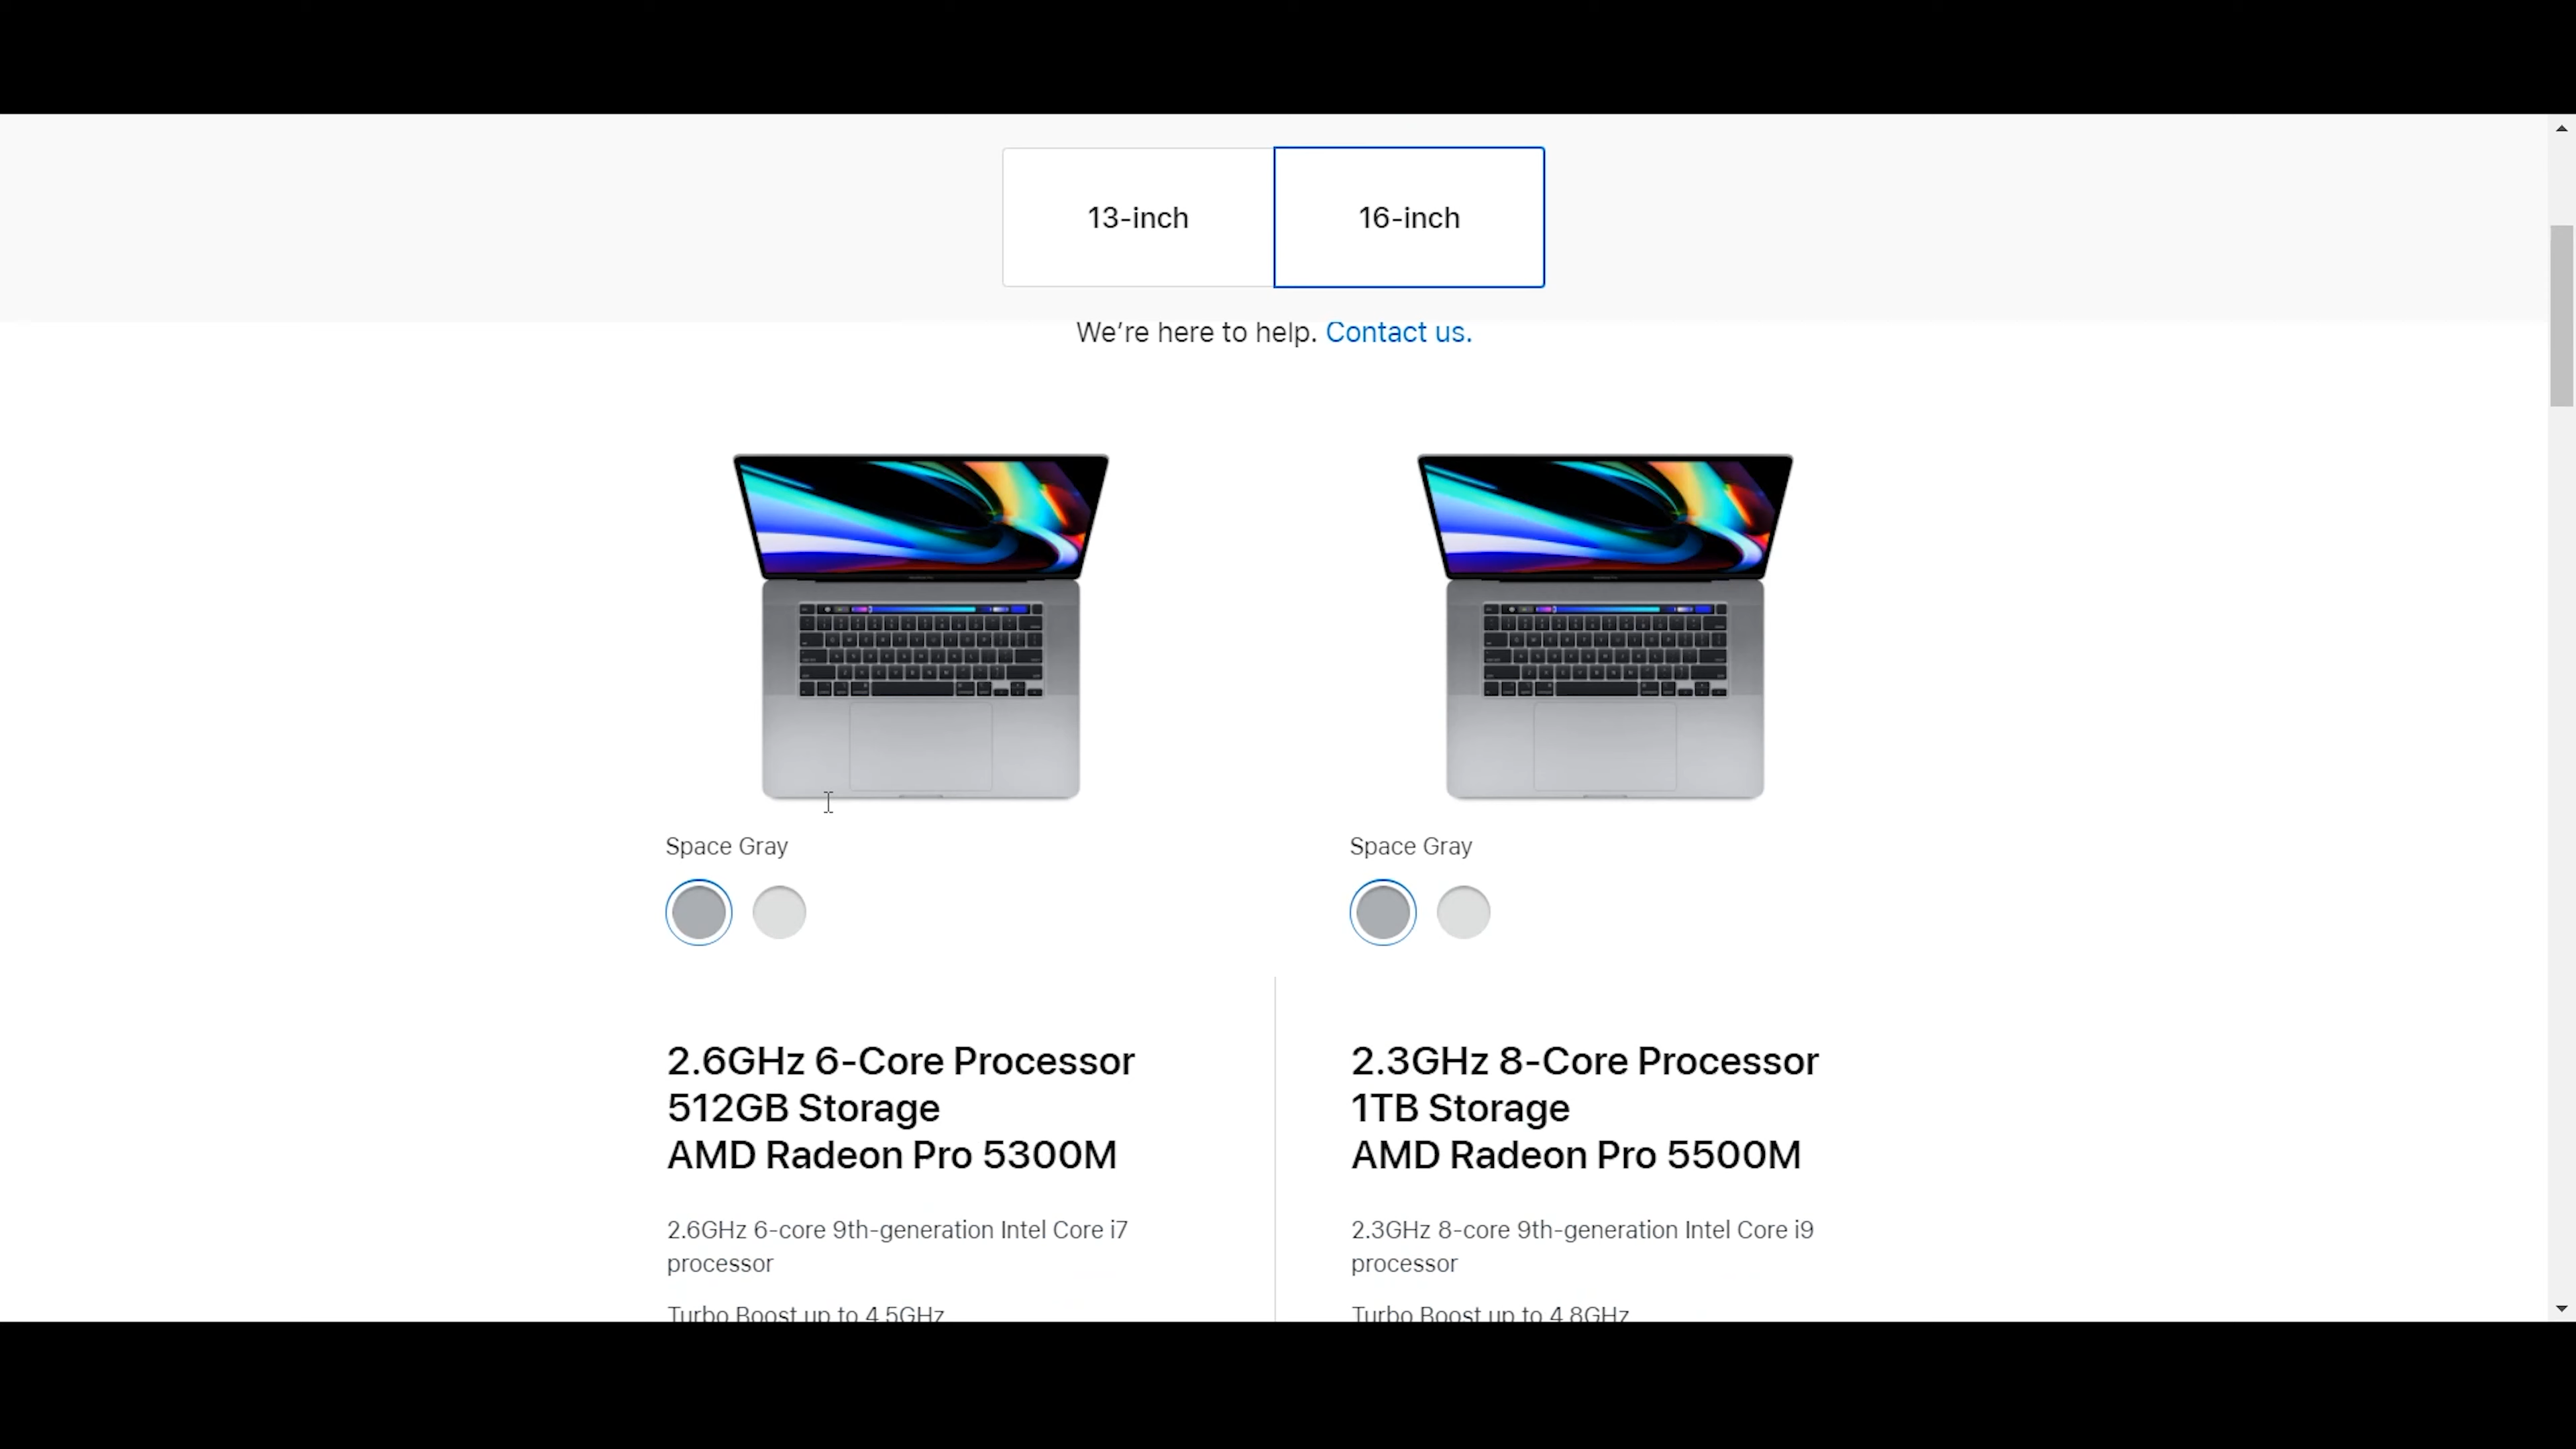 13-inch
16-inch
We're here to help. Contact us.
Space Gray
Space Gray
2.6GHz 6-Core Processor
512GB Storage
AMD Radeon Pro 5300M
2.6GHz 6-core 9th-generation Intel Core i7
processor
Turbo Boost up to 4.5GHz
2.3GHz 8-Core Processor
1TB Storage
AMD Radeon Pro 5500M
2.3GHz 8-core 9th-generation Intel Core i9
processor
Turbo Boost up to 4.8GHz